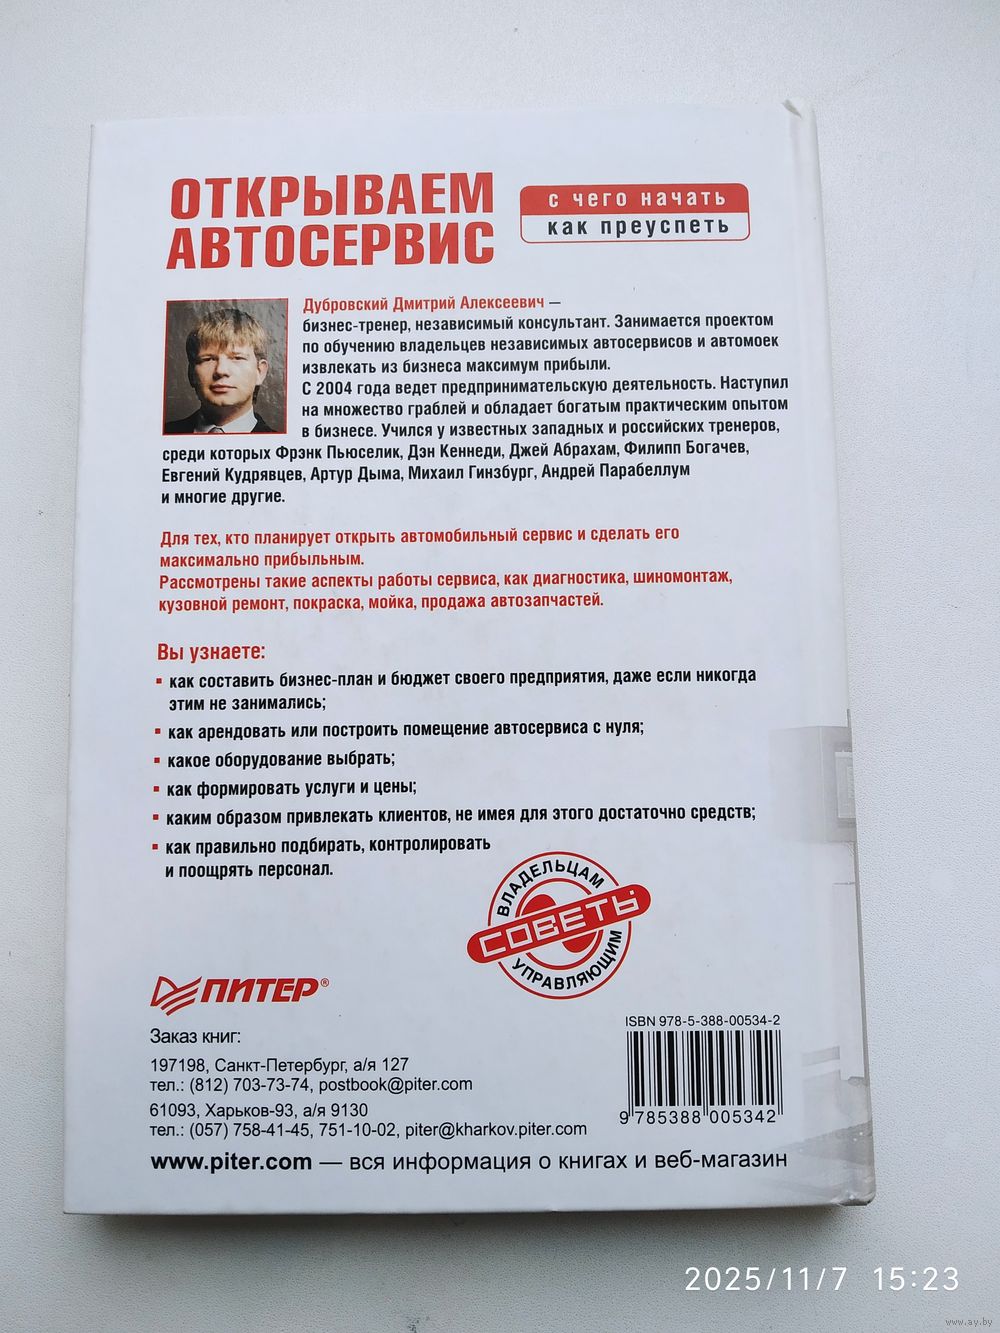 ОТКРЫВАЕМ
АВТОСЕРВИС
с чего начать
как преуспеть
Дубровский Дмитрий Алексеевич —
бизнес-тренер, независимый консультант. Занимается проектом
по обучению владельцев независимых автосервисов и автомоек
извлекать из бизнеса максимум прибыли.
С 2004 года ведет предпринимательскую деятельность. Наступил
на множество граблей и обладает богатым практическим опытом
в бизнесе. Учился у известных западных и российских тренеров,
среди которых Фрэнк Пьюселик, Дэн Кеннеди, Джей Абрахам, Филипп Богачев,
Евгений Кудрявцев, Артур Дыма, Михаил Гинзбург, Андрей Парабеллум
и многие другие.
Для тех, кто планирует открыть автомобильный сервис и сделать его
максимально прибыльным.
Рассмотрены такие аспекты работы сервиса, как диагностика, шиномонтаж,
кузовной ремонт, покраска, мойка, продажа автозапчастей.
Вы узнаете:
▪ как составить бизнес-план и бюджет своего предприятия, даже если никогда
этим не занимались;
▪ как арендовать или построить помещение автосервиса с нуля;
▪ какое оборудование выбрать;
▪ как формировать услуги и цены;
▪ каким образом привлекать клиентов, не имея для этого достаточно средств;
▪ как правильно подбирать, контролировать
и поощрять персонал.
ВЛАДЕЛЬЦАМ
СОВЕТЫ
УПРАВЛЯЮЩИМ
ПИТЕР®
Заказ книг:
197198, Санкт-Петербург, а/я 127
тел.: (812) 703-73-74, postbook@piter.com
61093, Харьков-93, а/я 9130
тел.: (057) 758-41-45, 751-10-02, piter@kharkov.piter.com
www.piter.com — вся информация о книгах и веб-магазин
ISBN 978-5-388-00534-2
9 785388 005342
2025/11/7 15:23
www.ay.by